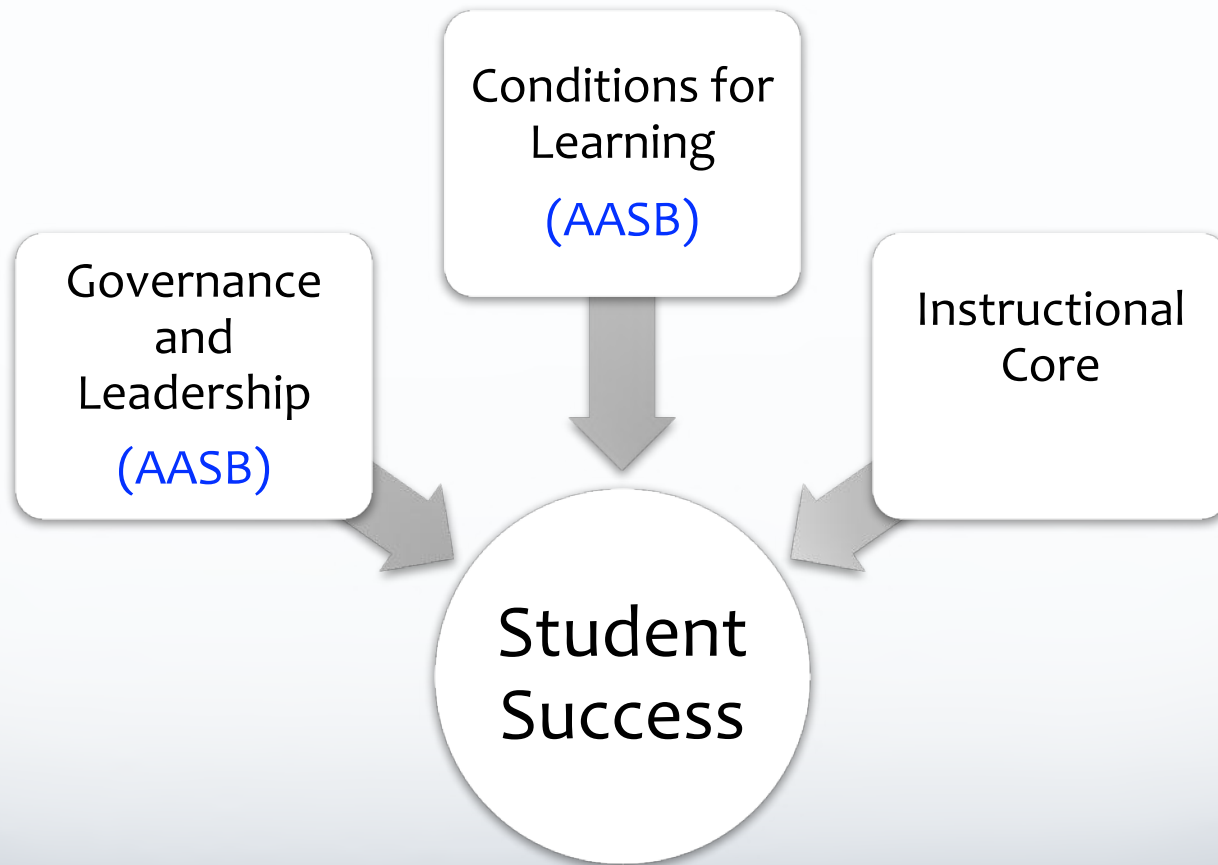 Conditions for
Learning
(AASB)
Governance
and
Leadership
(AASB)
Instructional
Core
Student
Success